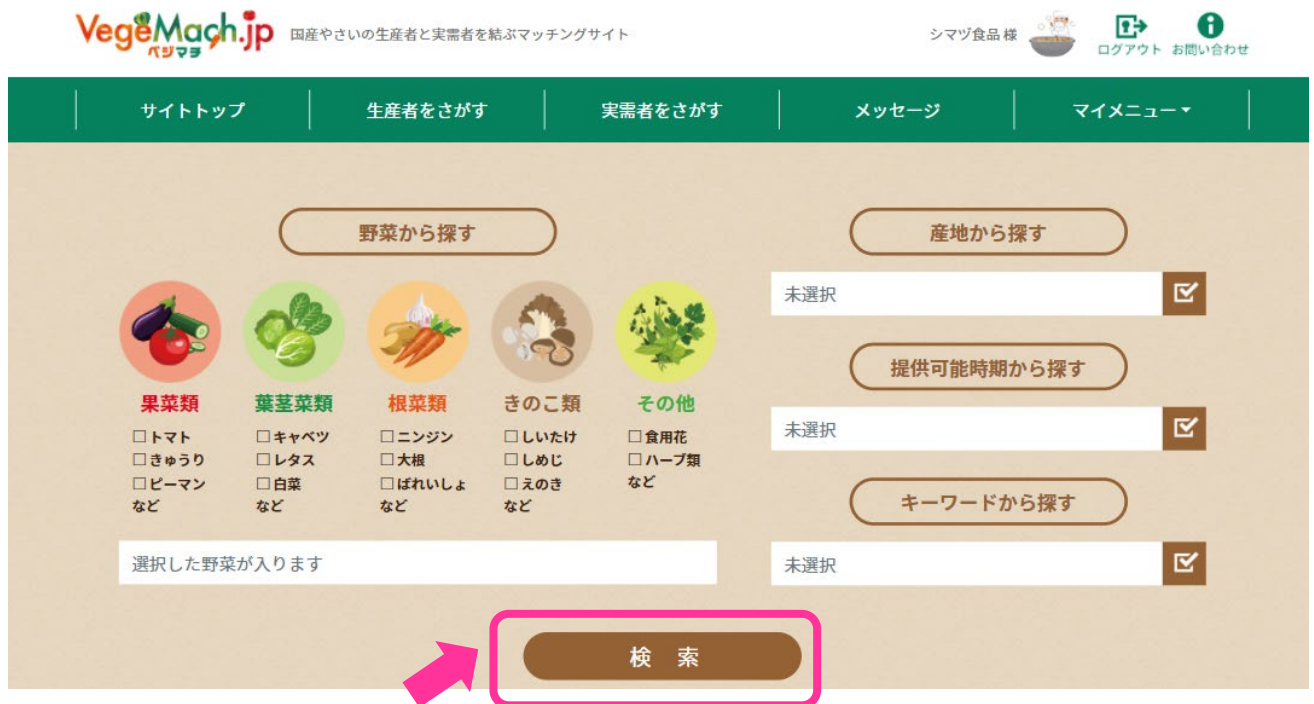 VegeMach.jp
ベジマチ
国産やさいの生産者と実需者を結ぶマッチングサイト
シマヅ食品 様
ログアウト
お問い合わせ
サイトトップ
生産者をさがす
実需者をさがす
メッセージ
マイメニュー
野菜から探す
果菜類
□トマト
□きゅうり
□ピーマン
など
葉茎菜類
□キャベツ
□レタス
□白菜
など
根菜類
□ニンジン
□大根
□ばれいしょ
など
きのこ類
□しいたけ
□しめじ
□えのき
など
その他
□食用花
□ハーブ類
など
選択した野菜が入ります
産地から探す
未選択
提供可能時期から探す
未選択
キーワードから探す
未選択
検 索